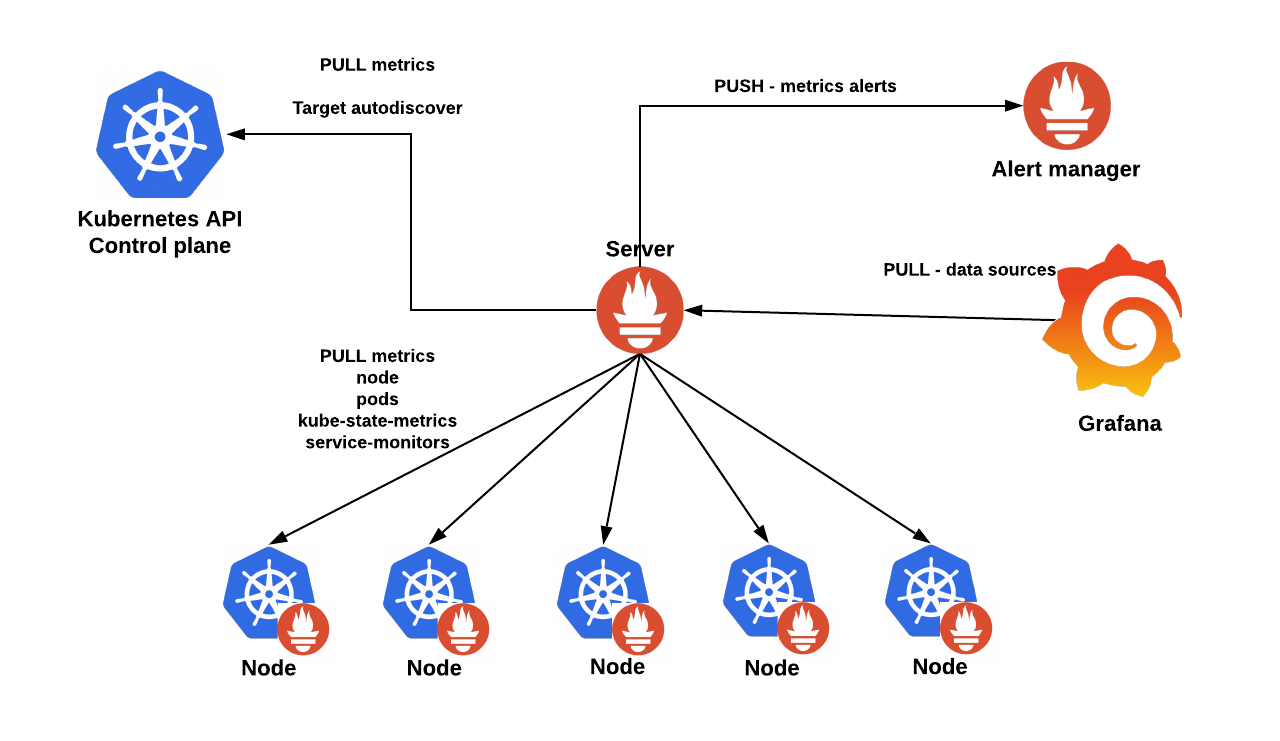 PULL metrics
Target autodiscover
PUSH - metrics alerts
Kubernetes API
Control plane
Alert manager
Server
PULL - data sources
PULL metrics
node
pods
kube-state-metrics
service-monitors
Grafana
Node
Node
Node
Node
Node